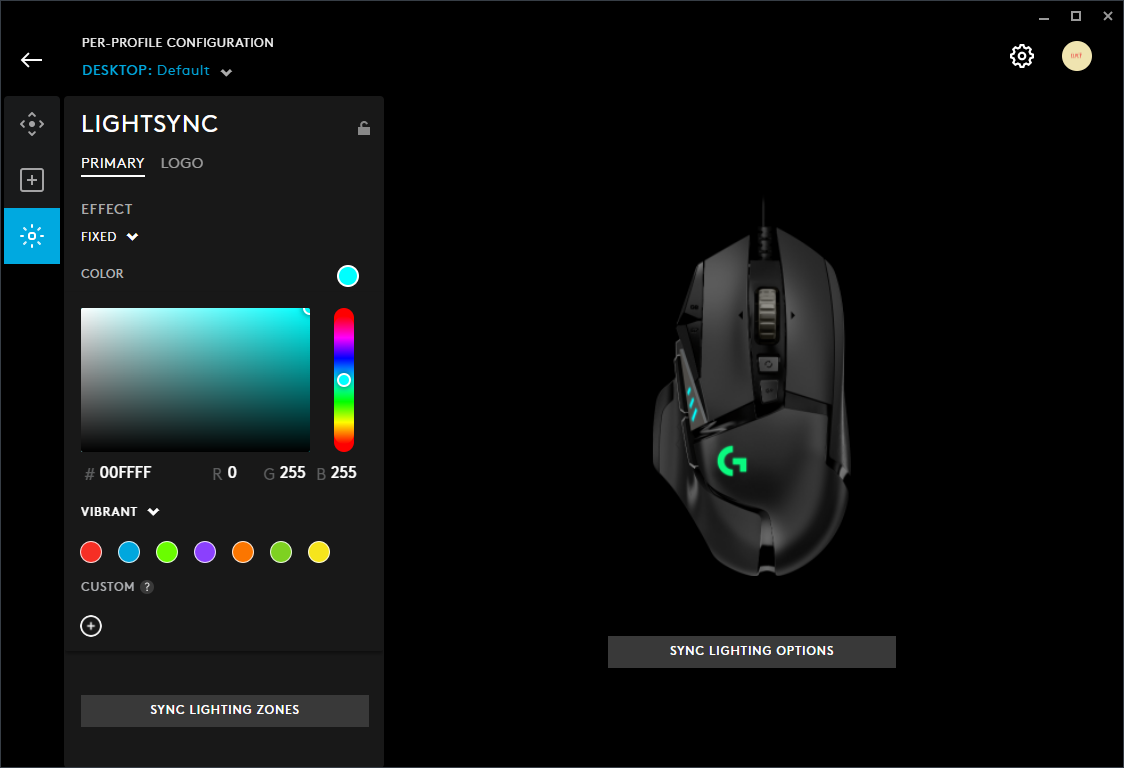 PER-PROFILE CONFIGURATION
DESKTOP: Default
LIGHTSYNC
PRIMARY LOGO
EFFECT
FIXED
COLOR
# 00FFFF R 0 G 255 B 255
VIBRANT
CUSTOM ?
SYNC LIGHTING OPTIONS
SYNC LIGHTING ZONES